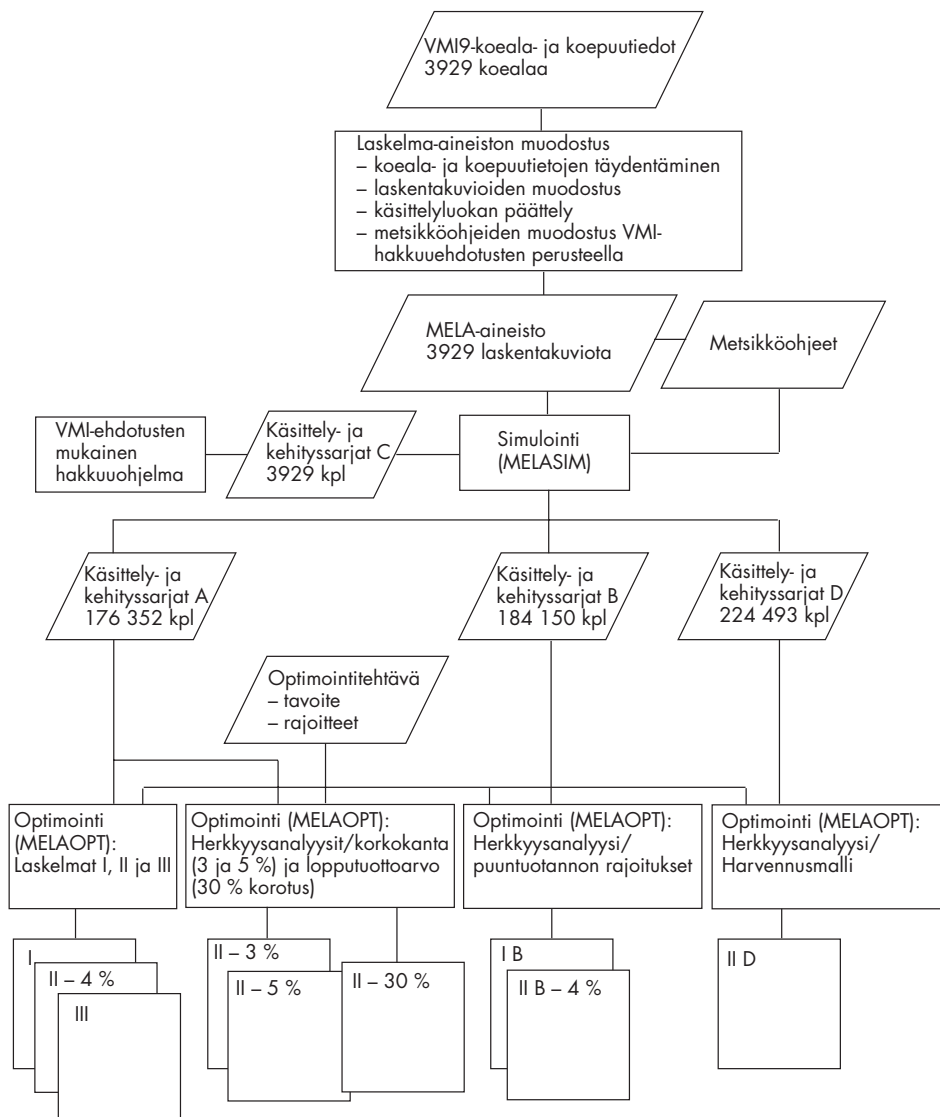 VMI9-koeala- ja koepuutiedot
3929 koealaa
Laskelma-aineiston muodostus
– koeala- ja koepuutietojen täydentäminen
– laskentakuvioiden muodostus
– käsittelyluokan päättely
– metsikköohjeiden muodostus VMI-
hakkuuehdotusten perusteella
MELA-aineisto
3929 laskentakuviota
Metsikköohjeet
VMI-ehdotusten
mukainen
hakkuuohjelma
Käsittely- ja
kehityssarjat C
3929 kpl
Simulointi
(MELASIM)
Käsittely- ja
kehityssarjat A
176 352 kpl
Käsittely- ja
kehityssarjat B
184 150 kpl
Käsittely- ja
kehityssarjat D
224 493 kpl
Optimointitehtävä
– tavoite
– rajoitteet
Optimointi
(MELAOPT):
Laskelmat I, II ja III
Optimointi (MELAOPT):
Herkkyysanalyysit/korkokanta
(3 ja 5 %) ja lopputuottoarvo
(30 % korotus)
Optimointi (MELAOPT):
Herkkyysanalyysi/
puuntuotannon rajoitukset
Optimointi (MELAOPT):
Herkkyysanalyysi/
Harvennusmalli
I
II – 4 %
III
II – 3 %
II – 5 %
II – 30 %
I B
II B – 4 %
II D